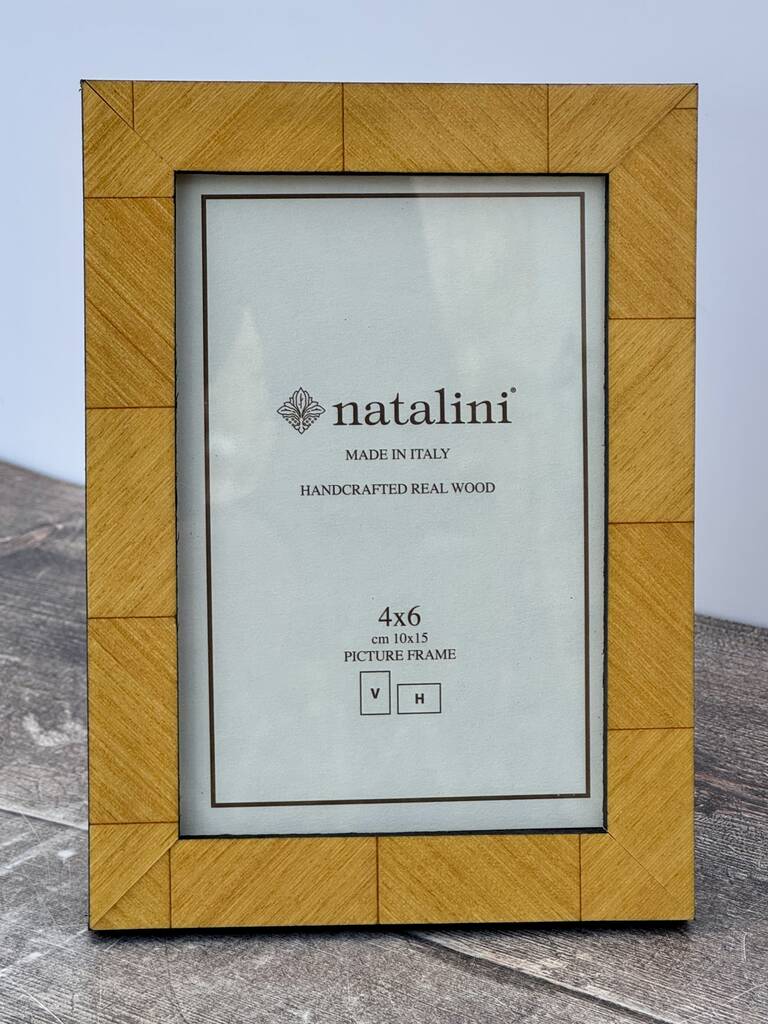 natalini®
MADE IN ITALY
HANDCRAFTED REAL WOOD
4x6
cm 10x15
PICTURE FRAME
V H